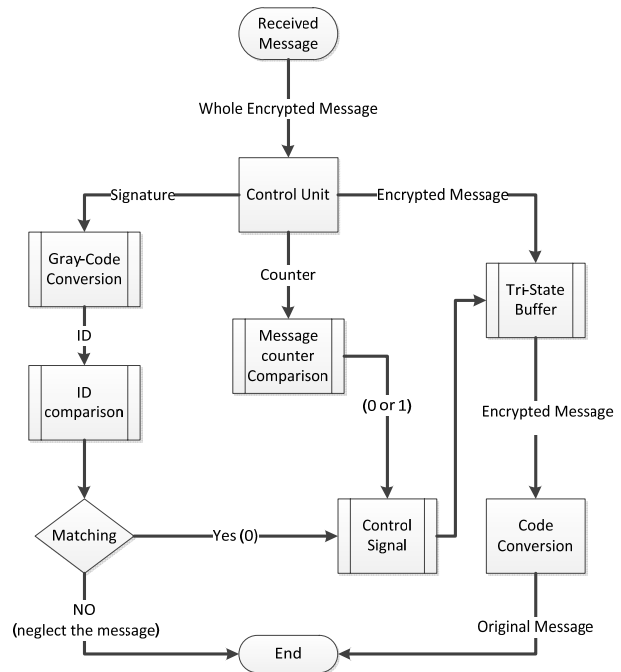 Received
Message
Whole Encrypted Message
Signature
Control Unit
Encrypted Message
Gray-Code
Conversion
Counter
Tri-State
Buffer
ID
Message
counter
Comparison
ID
comparison
(0 or 1)
Encrypted Message
Matching
Yes (0)
Control
Signal
Code
Conversion
NO
(neglect the message)
Original Message
End